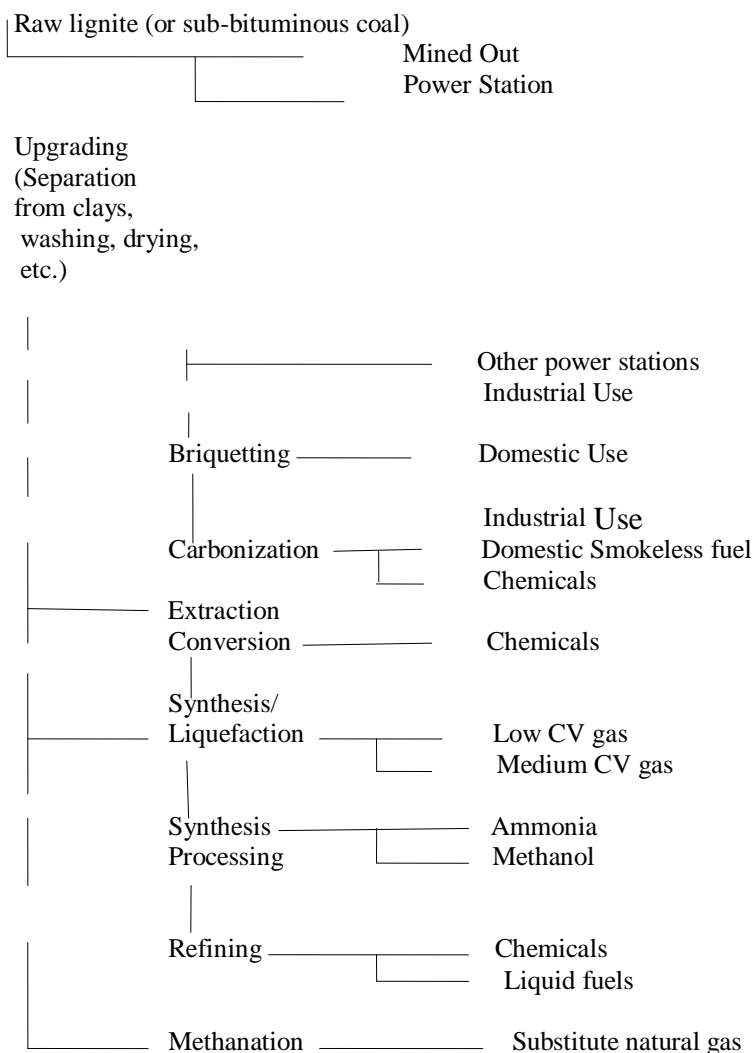 Raw lignite (or sub-bituminous coal)
Mined Out
Power Station
Upgrading
(Separation
from clays,
washing, drying,
etc.)
Other power stations
Industrial Use
Briquetting
Domestic Use
Industrial Use
Carbonization
Domestic Smokeless fuel
Chemicals
Extraction
Conversion
Chemicals
Synthesis/
Liquefaction
Low CV gas
Medium CV gas
Synthesis
Ammonia
Processing
Methanol
Refining
Chemicals
Liquid fuels
Methanation
Substitute natural gas